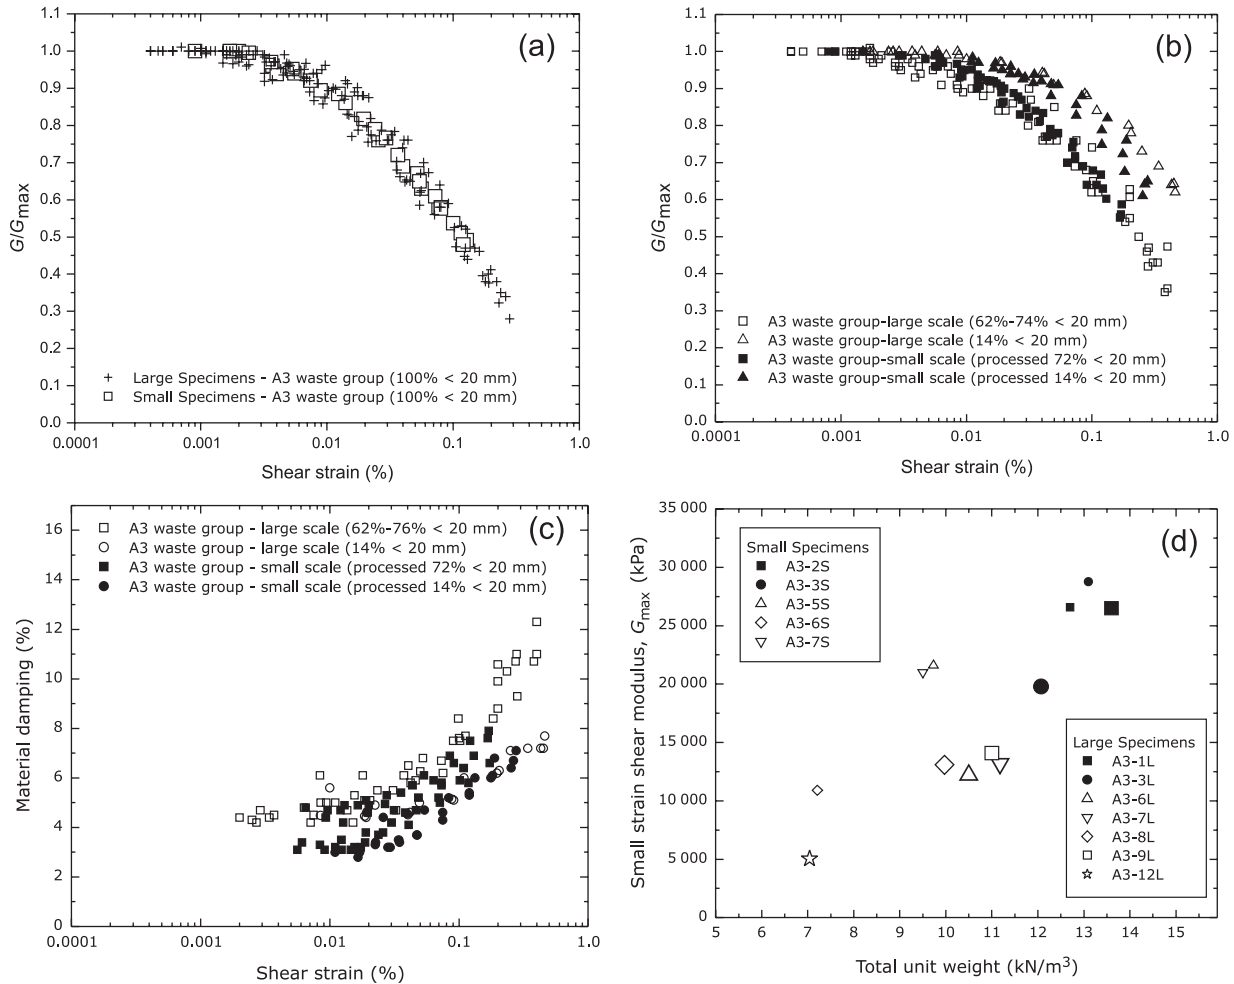 (a)
1.1
1.0
0.9
0.8
0.7
0.6
0.5
0.4
0.3
0.2
0.1
0.0
G/Gmax
Large Specimens - A3 waste group (100% < 20 mm)
Small Specimens - A3 waste group (100% < 20 mm)
0.0001
0.001
0.01
0.1
1.0
Shear strain (%)
(b)
1.1
1.0
0.9
0.8
0.7
0.6
0.5
0.4
0.3
0.2
0.1
0.0
G/Gmax
A3 waste group-large scale (62%-74% < 20 mm)
A3 waste group-large scale (14% < 20 mm)
A3 waste group-small scale (processed 72% < 20 mm)
A3 waste group-small scale (processed 14% < 20 mm)
0.0001
0.001
0.01
0.1
1.0
Shear strain (%)
(c)
16
14
12
10
8
6
4
2
0
Material damping (%)
A3 waste group - large scale (62%-76% < 20 mm)
A3 waste group - large scale (14% < 20 mm)
A3 waste group - small scale (processed 72% < 20 mm)
A3 waste group - small scale (processed 14% < 20 mm)
0.0001
0.001
0.01
0.1
1.0
Shear strain (%)
(d)
35 000
30 000
25 000
20 000
15 000
10 000
5 000
000
Small strain shear modulus, Gmax (kPa)
Small Specimens
A3-2S
A3-3S
A3-5S
A3-6S
A3-7S
Large Specimens
A3-1L
A3-3L
A3-6L
A3-7L
A3-8L
A3-9L
A3-12L
5 6 7 8 9 10 11 12 13 14 15
Total unit weight (kN/m³)